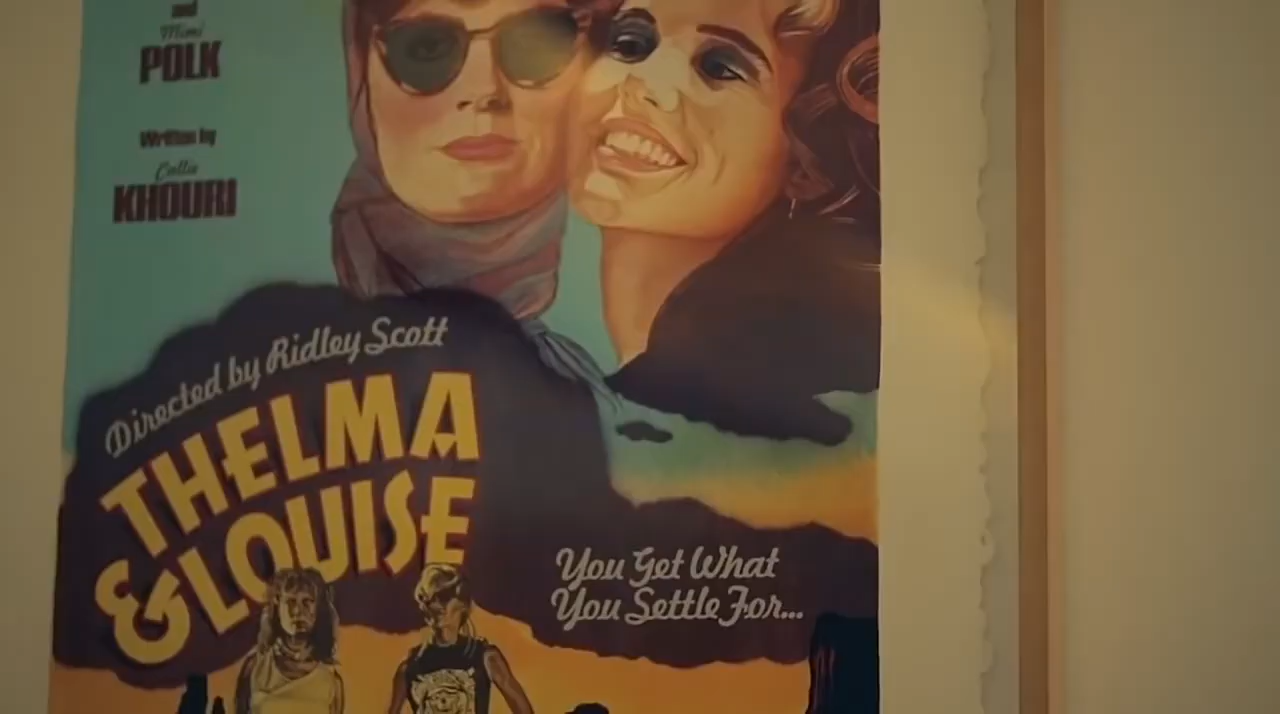 and
Mimi
POLK
Written by
Callie
KHOURI
Directed by Ridley Scott
THELMA
& LOUISE
You Get What
You Settle For...